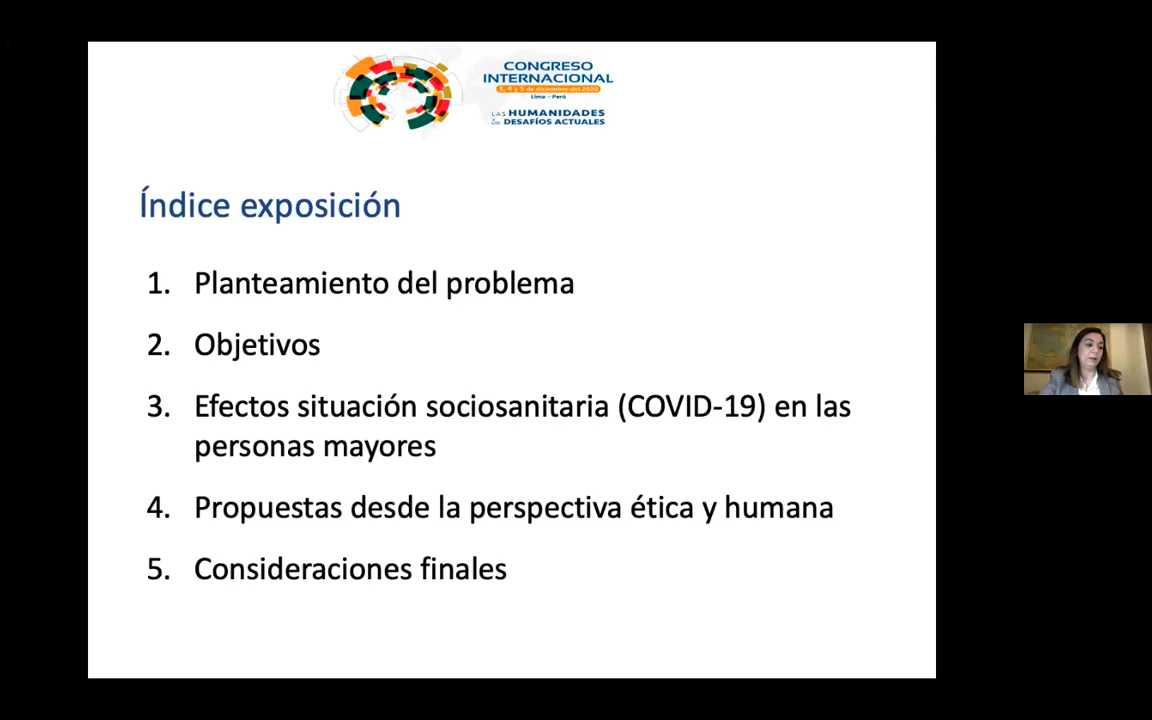 CONGRESO
INTERNACIONAL
3, 4 y 5 de diciembre del 2020
Lima – Perú
LAS HUMANIDADES
Y LOS DESAFÍOS ACTUALES
Índice exposición
1. Planteamiento del problema
2. Objetivos
3. Efectos situación sociosanitaria (COVID-19) en las
personas mayores
4. Propuestas desde la perspectiva ética y humana
5. Consideraciones finales